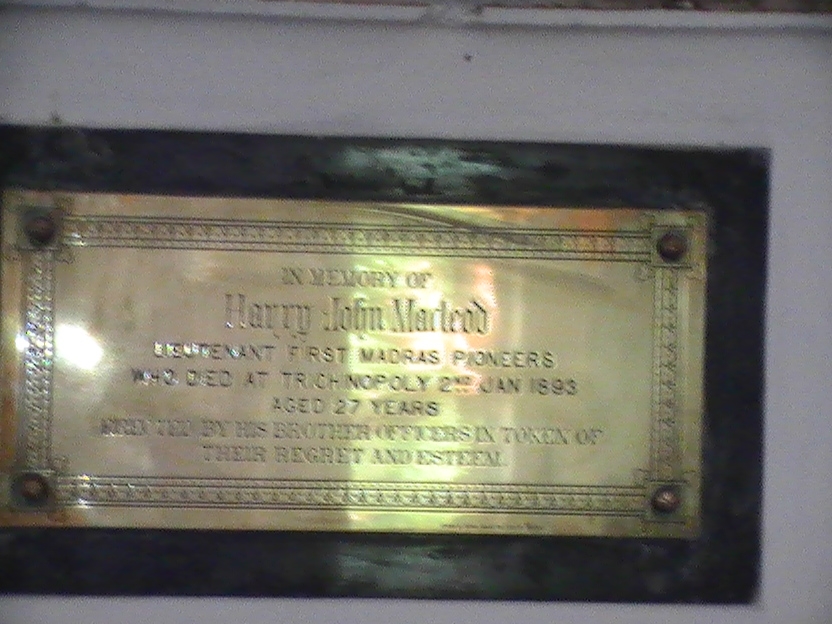 IN MEMORY OF
Harry John Macleod
LIEUTENANT FIRST MADRAS PIONEERS
WHO DIED AT TRICHINOPOLY 2ND JAN 1893
AGED 27 YEARS
ERECTED BY HIS BROTHER OFFICERS IN TOKEN OF
THEIR REGRET AND ESTEEM.